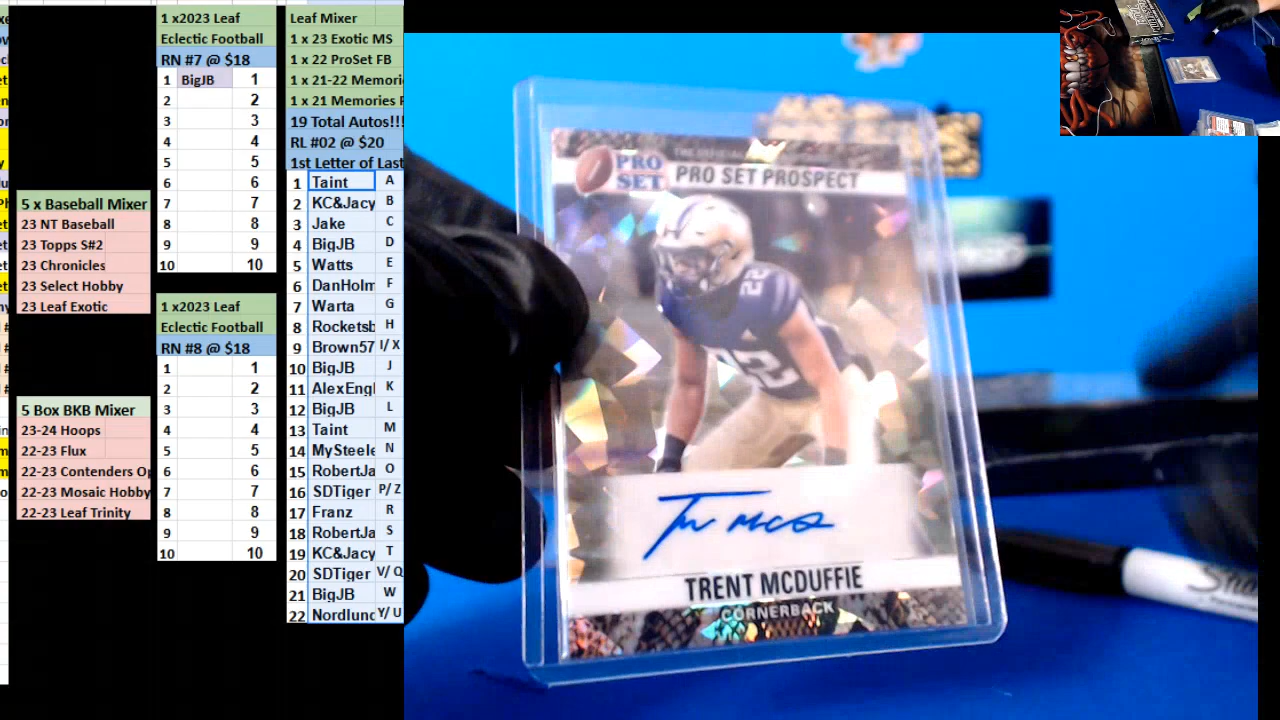 5 x Baseball Mixer
23 NT Baseball
23 Topps S#2
23 Chronicles
23 Select Hobby
23 Leaf Exotic
5 Box BKB Mixer
23-24 Hoops
22-23 Flux
22-23 Contenders Op
22-23 Mosaic Hobby
22-23 Leaf Trinity
1 x2023 Leaf
Eclectic Football
RN #7 @ $18
1 BigJB 1
2 2
3 3
4 4
5 5
6 6
7 7
8 8
9 9
10 10
1 x2023 Leaf
Eclectic Football
RN #8 @ $18
1 1
2 2
3 3
4 4
5 5
6 6
7 7
8 8
9 9
10 10
Leaf Mixer
1 x 23 Exotic MS
1 x 22 ProSet FB
1 x 21-22 Memori
1 x 21 Memories
19 Total Autos!!!
RL #02 @ $20
1st Letter of Last
1 Taint A
2 KC&Jacy B
3 Jake C
4 BigJB D
5 Watts E
6 DanHolm F
7 Warta G
8 Rocketsb H
9 Brown57 I/ X
10 BigJB J
11 AlexEngl K
12 BigJB L
13 Taint M
14 MySteele N
15 RobertJa O
16 SDTiger P/ Z
17 Franz R
18 RobertJa S
19 KC&Jacy T
20 SDTiger V/ Q
21 BigJB W
22 Nordlund Y/ U
PRO SET
PRO SET PROSPECT
22
22
TRENT MCDUFFIE
CORNERBACK